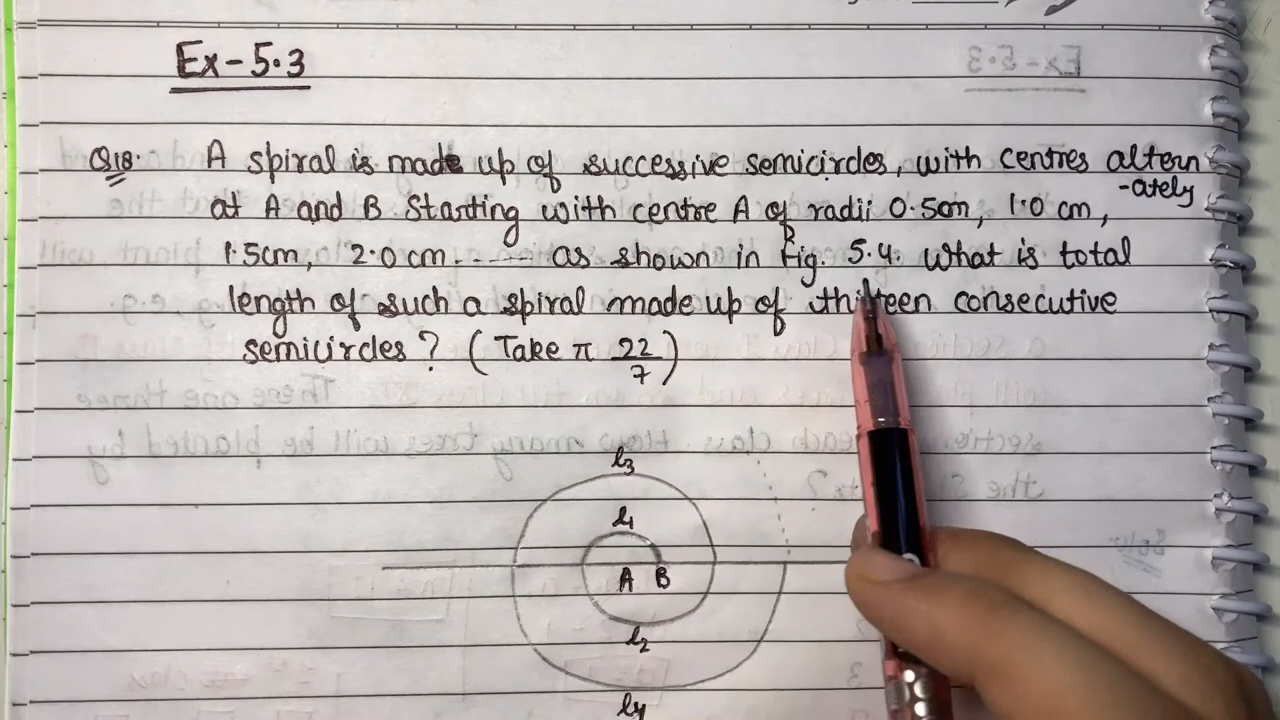 Ex-5.3
Q18. A spiral is made up of successive semicircles, with centres altern
-ately
at A and B starting with centre A of radii 0.5cm, 1.0 cm,
1.5cm, 2.0 cm ...... as shown in Fig. 5.4. What is total
length of such a spiral made up of thirteen consecutive
semicircles? (Take π 22/7)
l3
l1
A B
l2
l4